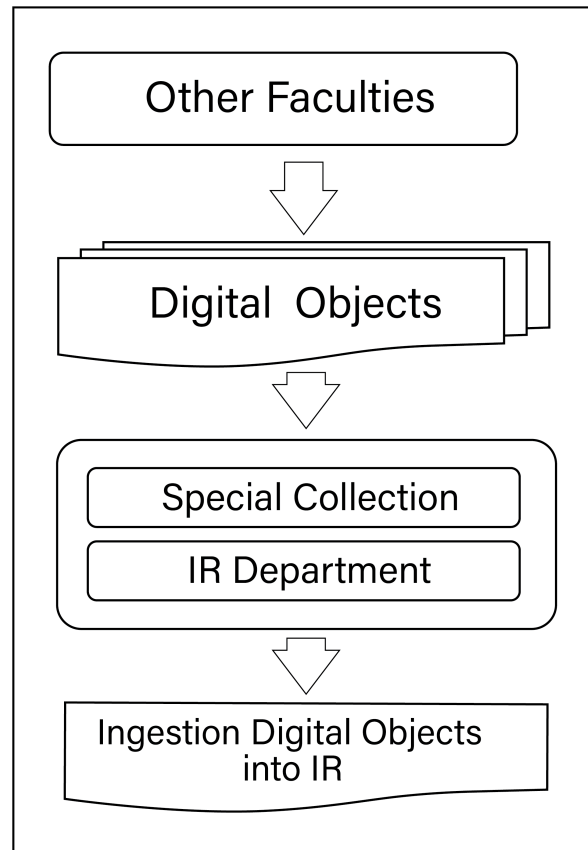 Other Faculties
Digital Objects
Special Collection
IR Department
Ingestion Digital Objects
into IR